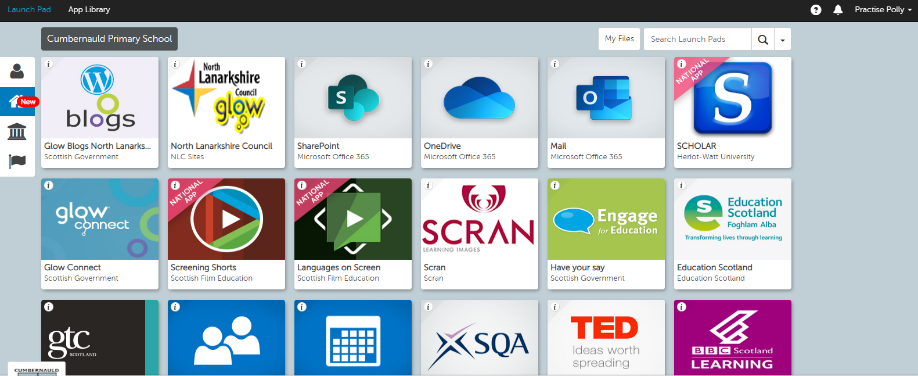 Launch Pad App Library Practise Polly
Cumbernauld Primary School My Files Search Launch Pads
New
blogs
Glow Blogs North Lanarks...
Scottish Government
North
Lanarkshire
Council
glow
North Lanarkshire Council
NLC Sites
S
SharePoint
Microsoft Office 365
OneDrive
Microsoft Office 365
O
Mail
Microsoft Office 365
NATIONAL
APP
S
SCHOLAR
Heriot-Watt University
glow
connect
Glow Connect
Scottish Government
NATIONAL
APP
Screening Shorts
Scottish Film Education
NATIONAL
APP
Languages on Screen
Scottish Film Education
SCRAN
LEARNING IMAGES
Scran
Scran
Engage
for Education
Have your say
Scottish Government
Education
Scotland
Foghlam Alba
Transforming lives through learning
Education Scotland
Education Scotland
gtc
SCOTLAND
CUMBERNAULD
SQA
TED
Ideas worth
spreading
BBC Scotland
LEARNING